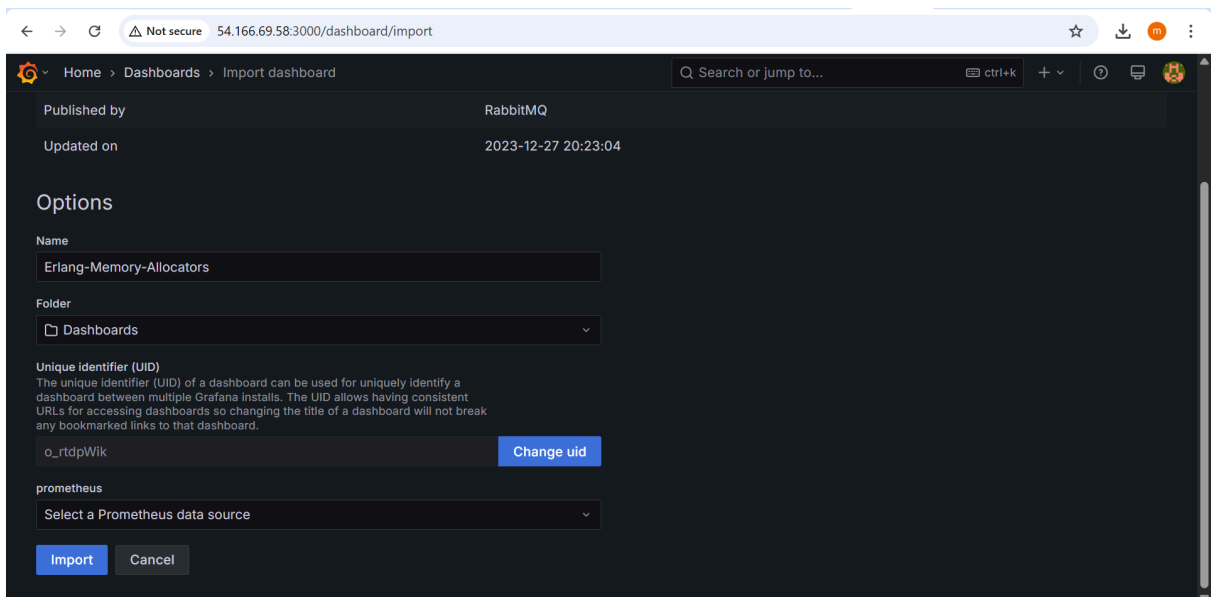 Not secure 54.166.69.58:3000/dashboard/import
m
Home › Dashboards › Import dashboard
Search or jump to...
ctrl+k
Published by RabbitMQ
Updated on 2023-12-27 20:23:04
Options
Name
Erlang-Memory-Allocators
Folder
Dashboards
Unique identifier (UID)
The unique identifier (UID) of a dashboard can be used for uniquely identify a
dashboard between multiple Grafana installs. The UID allows having consistent
URLs for accessing dashboards so changing the title of a dashboard will not break
any bookmarked links to that dashboard.
o_rtdpWik
Change uid
prometheus
Select a Prometheus data source
Import Cancel